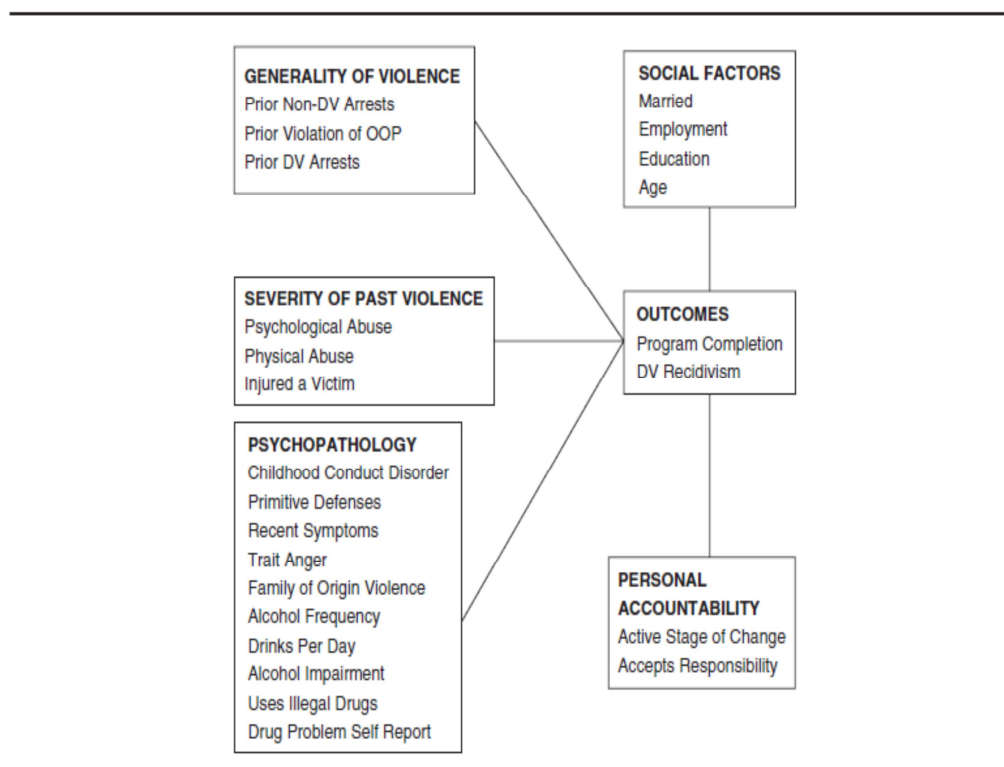 GENERALITY OF VIOLENCE
Prior Non-DV Arrests
Prior Violation of OOP
Prior DV Arrests
SOCIAL FACTORS
Married
Employment
Education
Age
SEVERITY OF PAST VIOLENCE
Psychological Abuse
Physical Abuse
Injured a Victim
OUTCOMES
Program Completion
DV Recidivism
PSYCHOPATHOLOGY
Childhood Conduct Disorder
Primitive Defenses
Recent Symptoms
Trait Anger
Family of Origin Violence
Alcohol Frequency
Drinks Per Day
Alcohol Impairment
Uses Illegal Drugs
Drug Problem Self Report
PERSONAL
ACCOUNTABILITY
Active Stage of Change
Accepts Responsibility